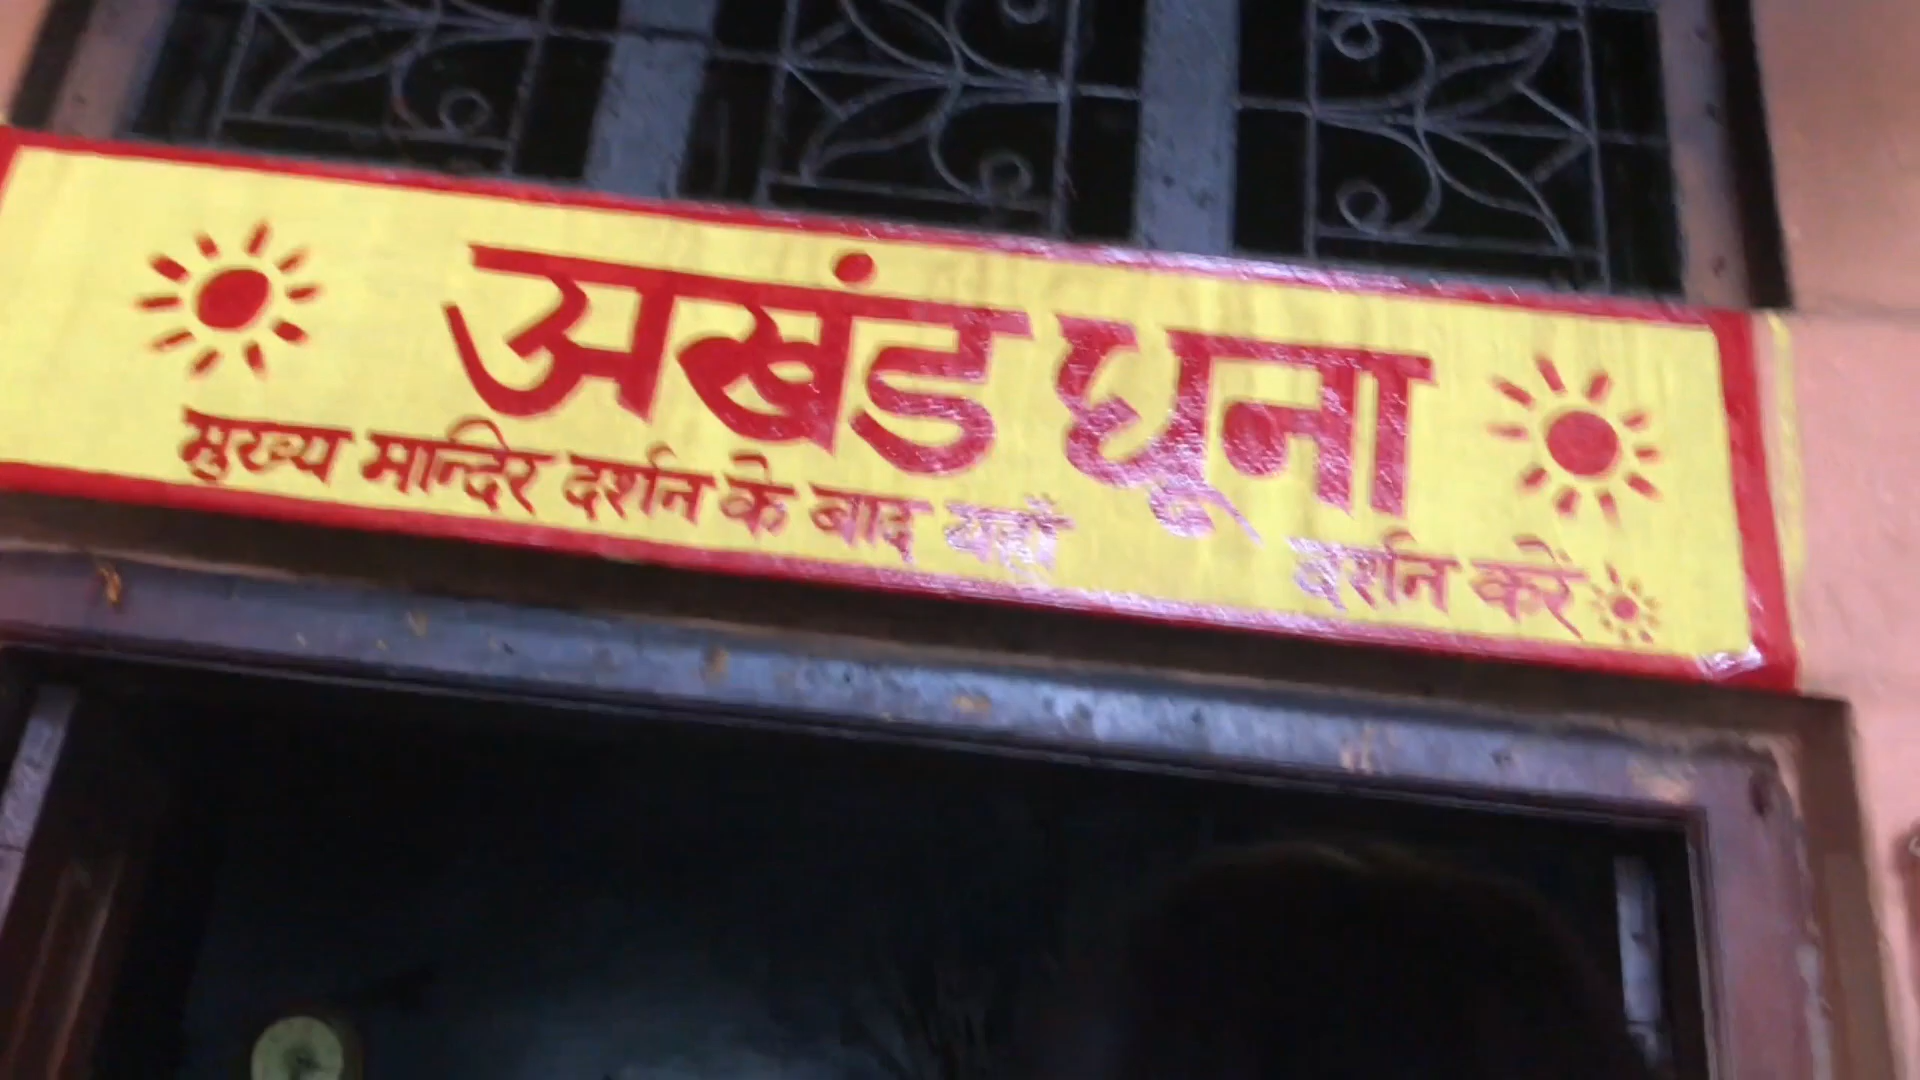 अखंड धूना
मुख्य मान्दिर दर्शन के बाद यहाँ दर्शन करें